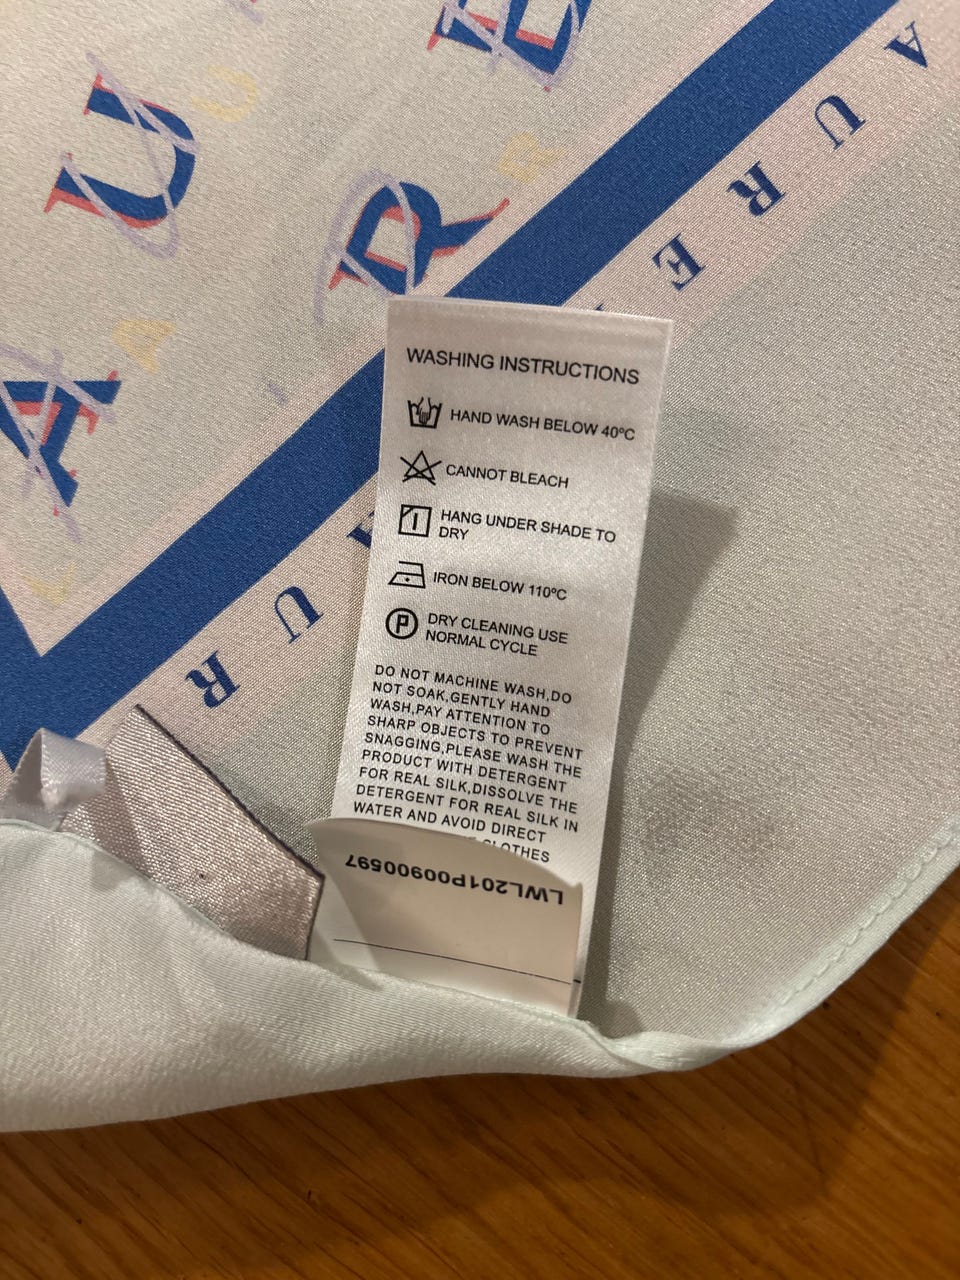 A U R E
A U R
U
E
R
A
U
R
A
WASHING INSTRUCTIONS
HAND WASH BELOW 40ºC
CANNOT BLEACH
HANG UNDER SHADE TO
DRY
IRON BELOW 110ºC
P
DRY CLEANING USE
NORMAL CYCLE
DO NOT MACHINE WASH,DO
NOT SOAK,GENTLY HAND
WASH,PAY ATTENTION TO
SHARP OBJECTS TO PREVENT
SNAGGING,PLEASE WASH THE
PRODUCT WITH DETERGENT
FOR REAL SILK,DISSOLVE THE
DETERGENT FOR REAL SILK IN
WATER AND AVOID DIRECT
CLOTHES
LWL201P00900597